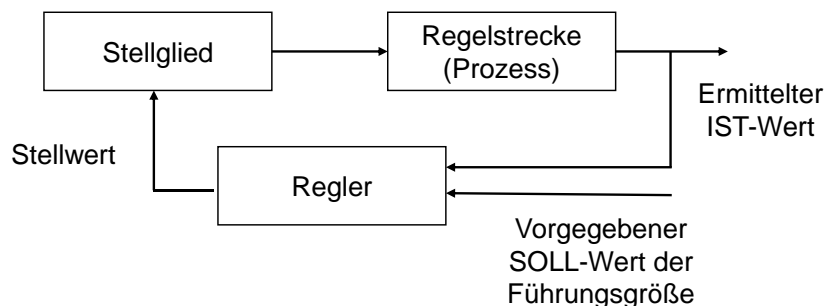 Stellglied
Regelstrecke
(Prozess)
Ermittelter
IST-Wert
Stellwert
Regler
Vorgegebener
SOLL-Wert der
Führungsgröße